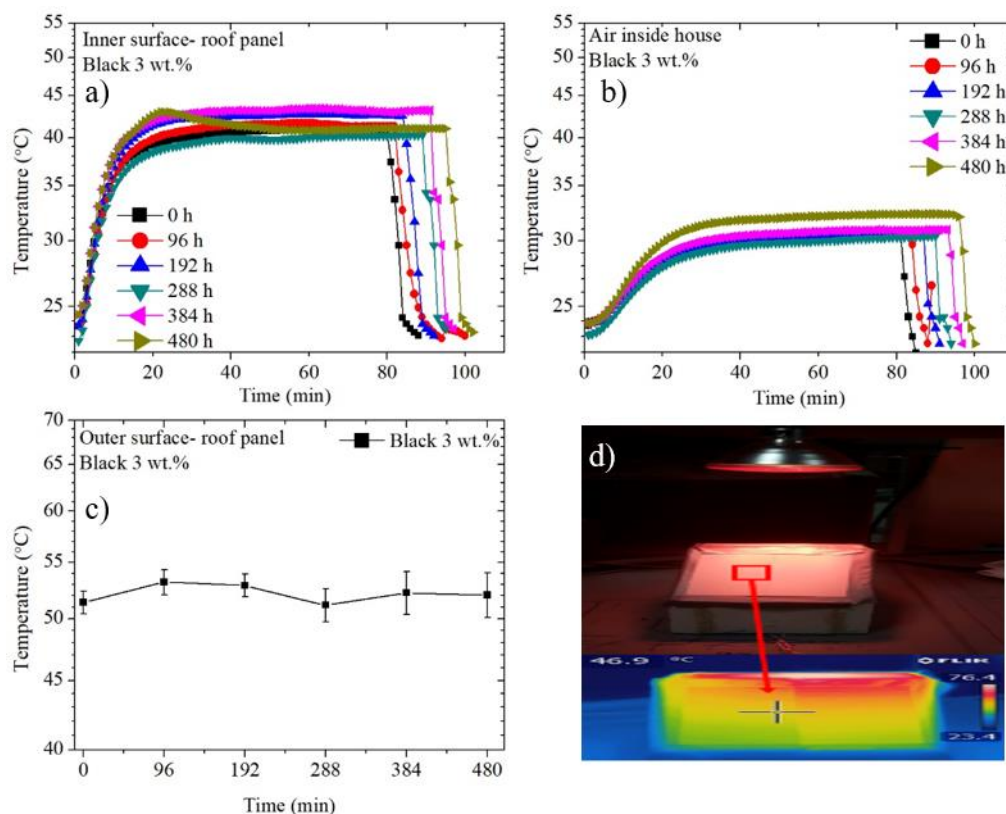 Inner surface- roof panel
Black 3 wt.%
a)
Temperature (°C)
55
50
45
40
35
30
25
0 h
96 h
192 h
288 h
384 h
480 h
0 20 40 60 80 100
Time (min)
Air inside house
Black 3 wt.%
b)
Temperature (°C)
55
50
45
40
35
30
25
0 h
96 h
192 h
288 h
384 h
480 h
0 20 40 60 80 100
Time (min)
Outer surface- roof panel
Black 3 wt.%
Black 3 wt.%
c)
Temperature (°C)
70
65
60
55
50
45
40
0 96 192 288 384 480
Time (min)
d)
46.9 °C
FLIR
76.4
23.4